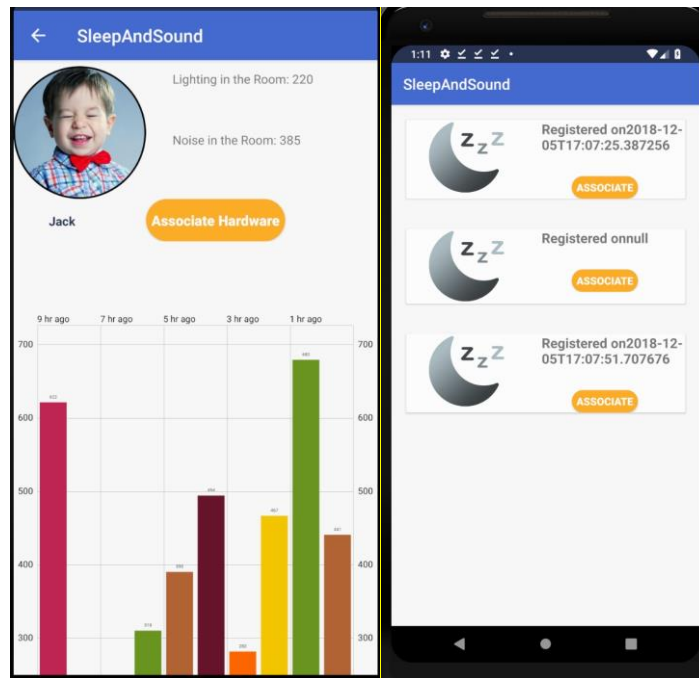 SleepAndSound
Lighting in the Room: 220
Noise in the Room: 385
Jack
Associate Hardware
9 hr ago 7 hr ago 5 hr ago 3 hr ago 1 hr ago
700 700
600 600
500 500
400 400
300 300
1:11
SleepAndSound
Z Z Z
Registered on2018-12-
05T17:07:25.387256
ASSOCIATE
Z Z Z
Registered onnull
ASSOCIATE
Z Z Z
Registered on2018-12-
05T17:07:51.707676
ASSOCIATE